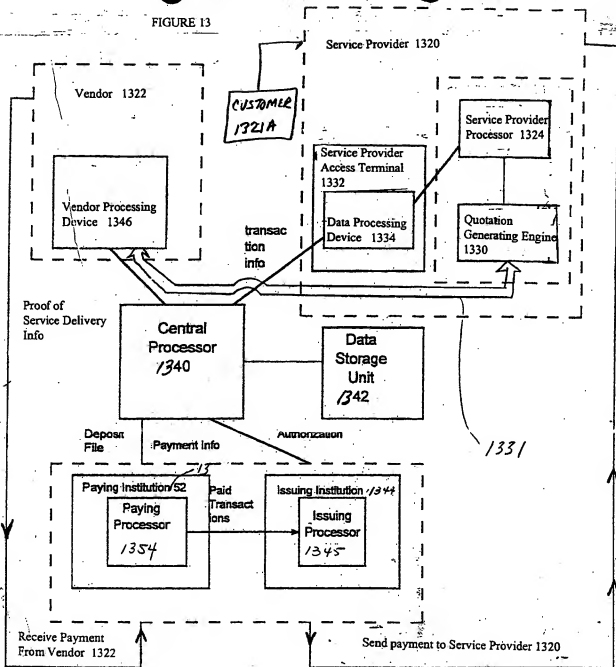 FIGURE 13
Service Provider 1320
Vendor 1322
CUSTOMER
1321A
Service Provider
Processor 1324
Service Provider
Access Terminal
1332
Vendor Processing
Device 1346
Data Processing
Device 1334
Quotation
Generating Engine
1330
transac
tion
info
Proof of
Service Delivery
Info
Central
Processor
1340
Data
Storage
Unit
1342
1331
Deposit
File
Payment Info
Authorization
13
Paying Institution 52
Paid
Transact
ions
Issuing Institution 1344
Paying
Processor
1354
Issuing
Processor
1345
Receive Payment
From Vendor 1322
Send payment to Service Provider 1320